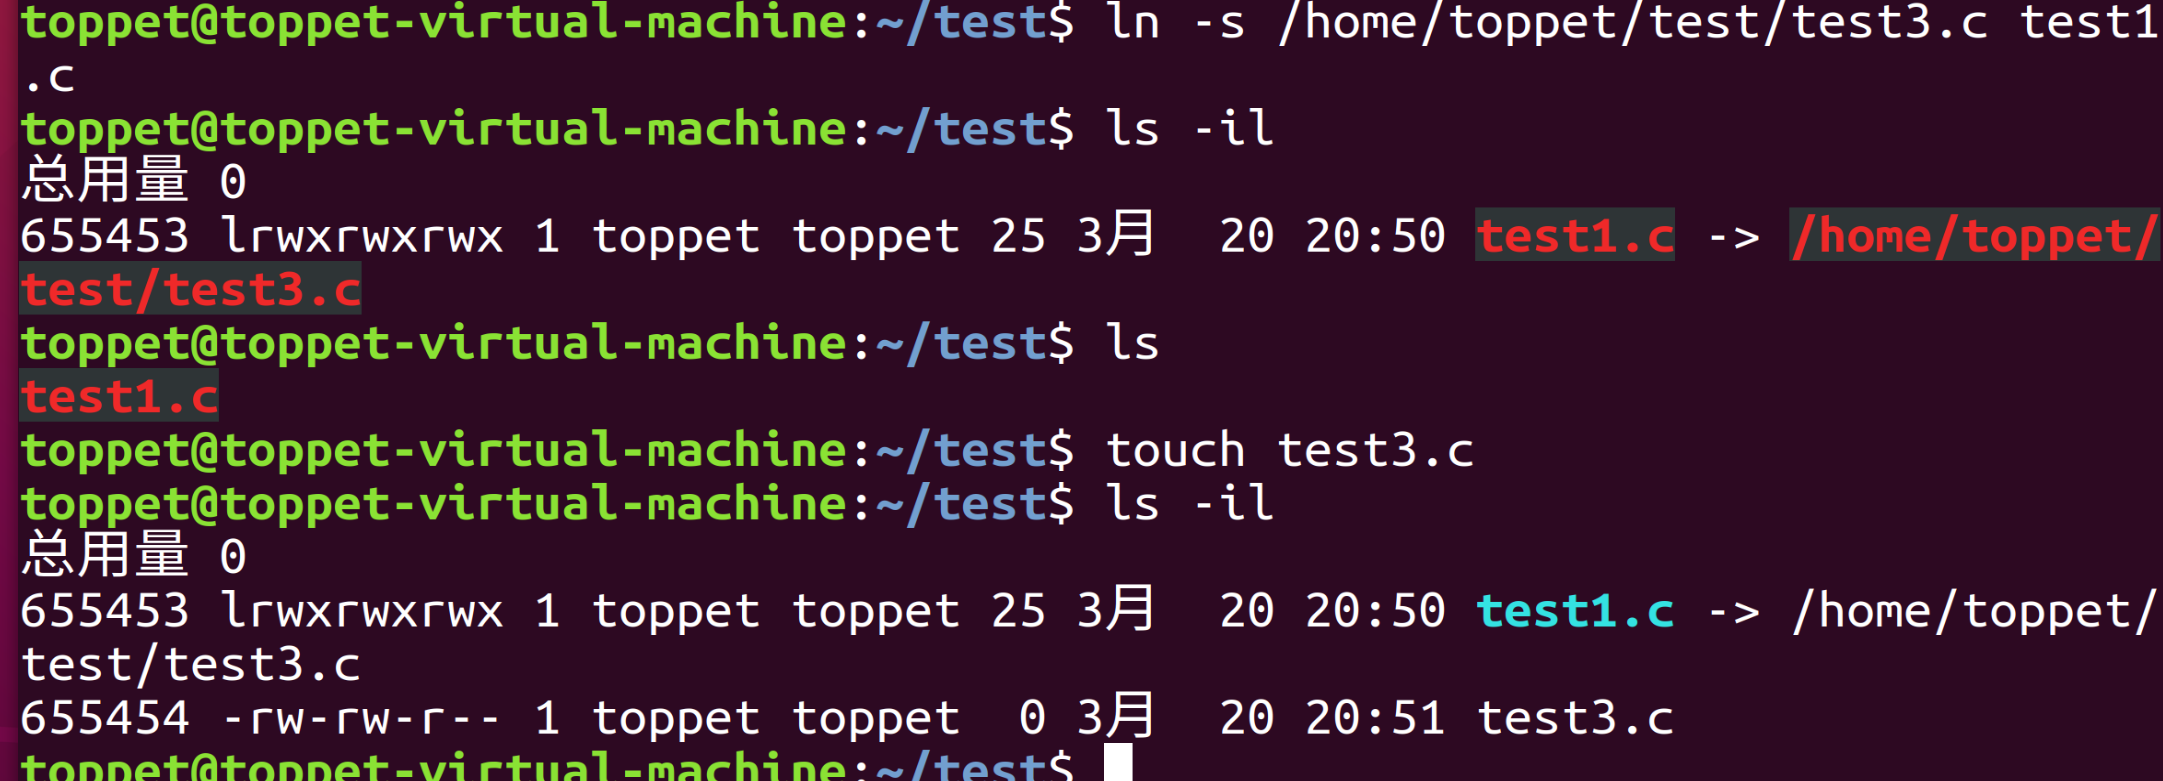 toppet@toppet-virtual-machine:~/test$ ln -s /home/toppet/test/test3.c test1
.c
toppet@toppet-virtual-machine:~/test$ ls -il
总用量 0
655453 lrwxrwxrwx 1 toppet toppet 25 3月  20 20:50 test1.c -> /home/toppet/
test/test3.c
toppet@toppet-virtual-machine:~/test$ ls
test1.c
toppet@toppet-virtual-machine:~/test$ touch test3.c
toppet@toppet-virtual-machine:~/test$ ls -il
总用量 0
655453 lrwxrwxrwx 1 toppet toppet 25 3月  20 20:50 test1.c -> /home/toppet/
test/test3.c
655454 -rw-rw-r-- 1 toppet toppet  0 3月  20 20:51 test3.c
toppet@toppet-virtual-machine:~/test$